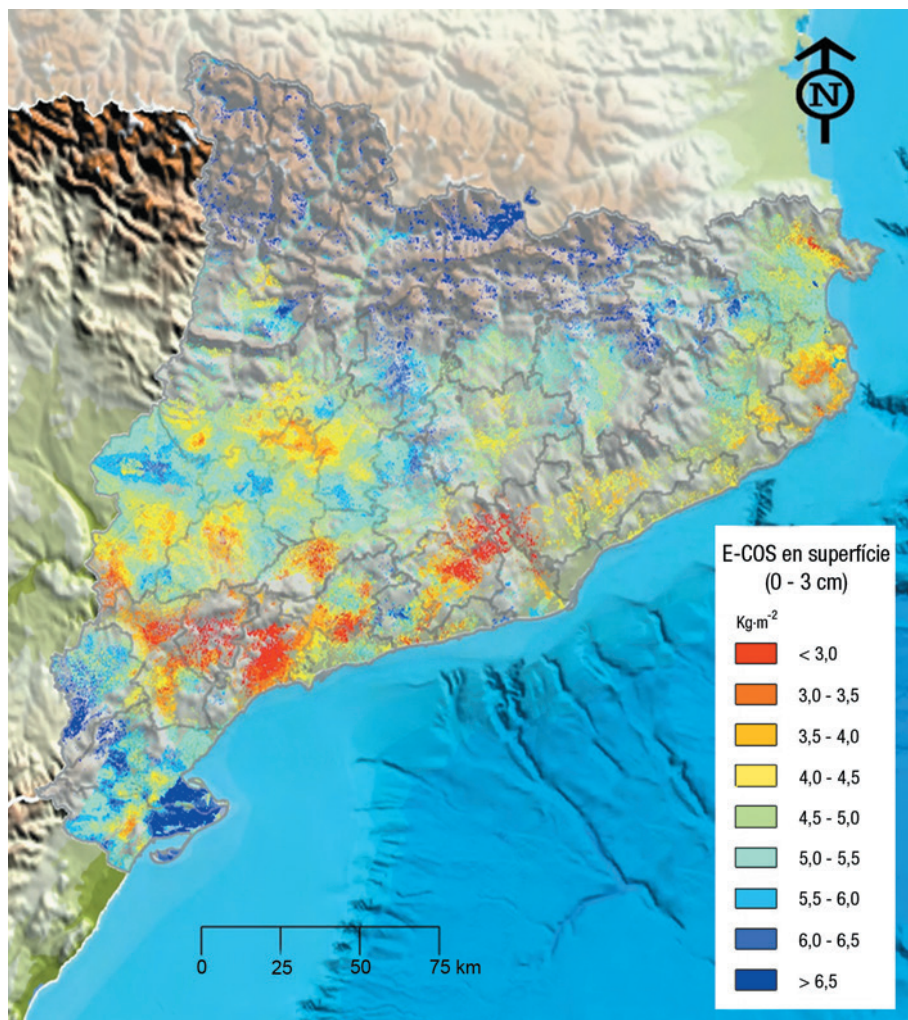 N
E-COS en superfície
(0 - 3 cm)
Kg·m⁻²
< 3,0
3,0 - 3,5
3,5 - 4,0
4,0 - 4,5
4,5 - 5,0
5,0 - 5,5
5,5 - 6,0
6,0 - 6,5
> 6,5
0 25 50 75 km